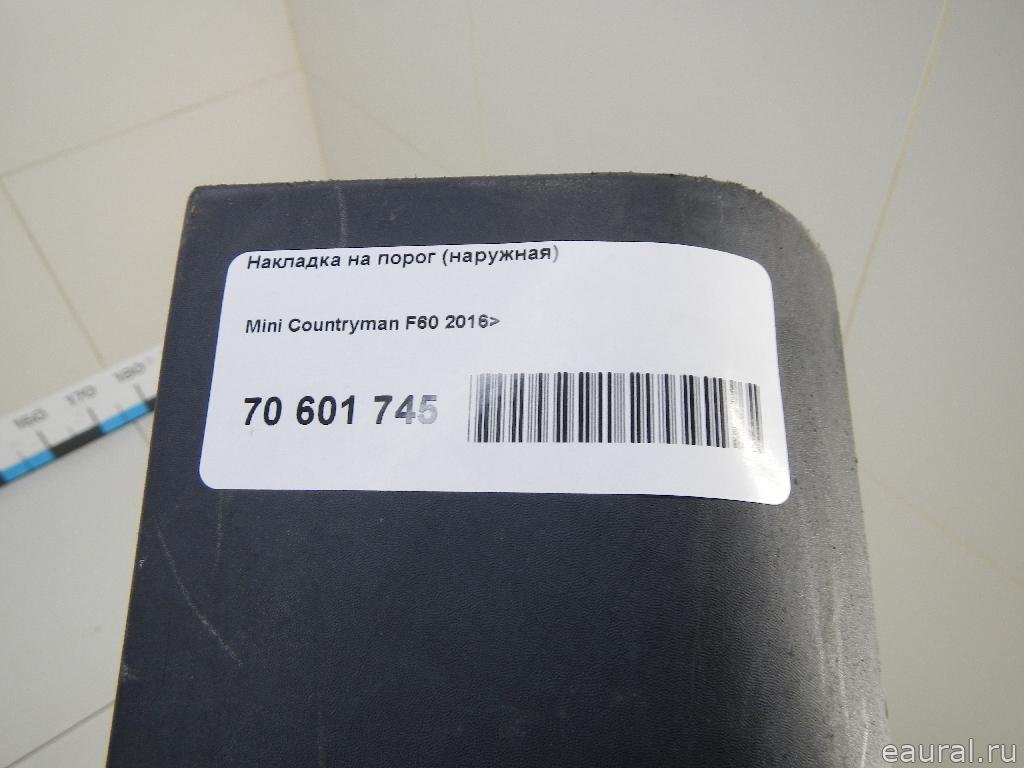 Накладка на порог (наружная)
Mini Countryman F60 2016>
70 601 745
160 170 180
eaural.ru